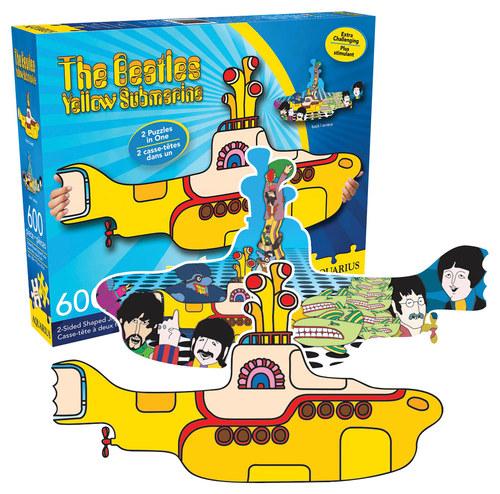 The Beatles
Yellow Submarine
2 Puzzles
in One
2 casse-têtes
dans un
Extra
Challenging
Plus
stimulant
600
AQUARIUS
600
2-Sided Shaped
Casse-tête à deux